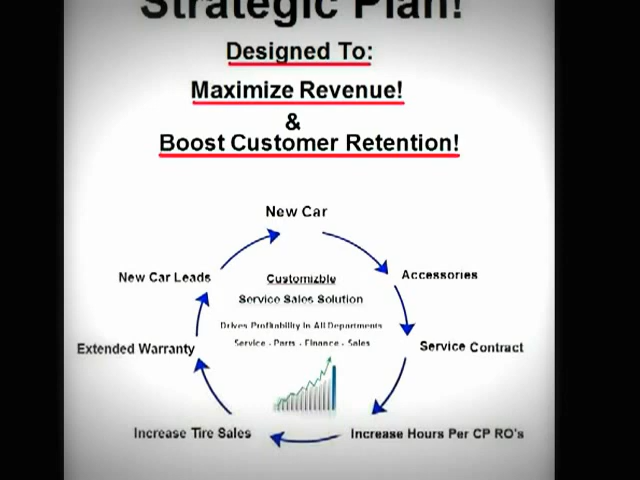 Strategic Plan!
Designed To:
Maximize Revenue!
&
Boost Customer Retention!
New Car
New Car Leads
Customizble
Accessories
Service Sales Solution
Drives Profitability In All Departments
Extended Warranty
Service - Parts - Finance - Sales
Service Contract
Increase Tire Sales
Increase Hours Per CP RO's